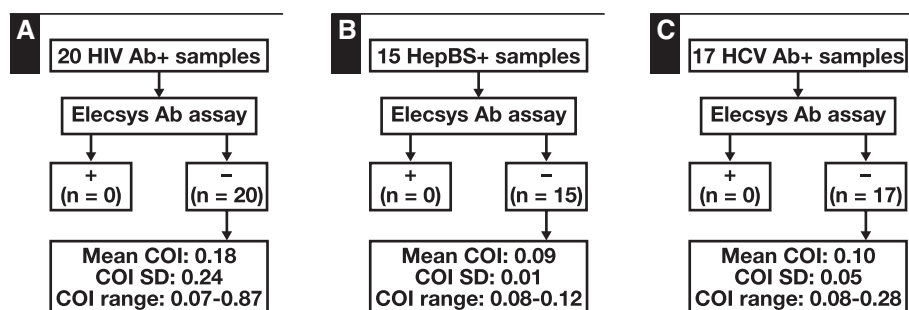 A
20 HIV Ab+ samples
Elecsys Ab assay
+
(n = 0)
−
(n = 20)
Mean COI: 0.18
COI SD: 0.24
COI range: 0.07-0.87
B
15 HepBS+ samples
Elecsys Ab assay
+
(n = 0)
−
(n = 15)
Mean COI: 0.09
COI SD: 0.01
COI range: 0.08-0.12
C
17 HCV Ab+ samples
Elecsys Ab assay
+
(n = 0)
−
(n = 17)
Mean COI: 0.10
COI SD: 0.05
COI range: 0.08-0.28